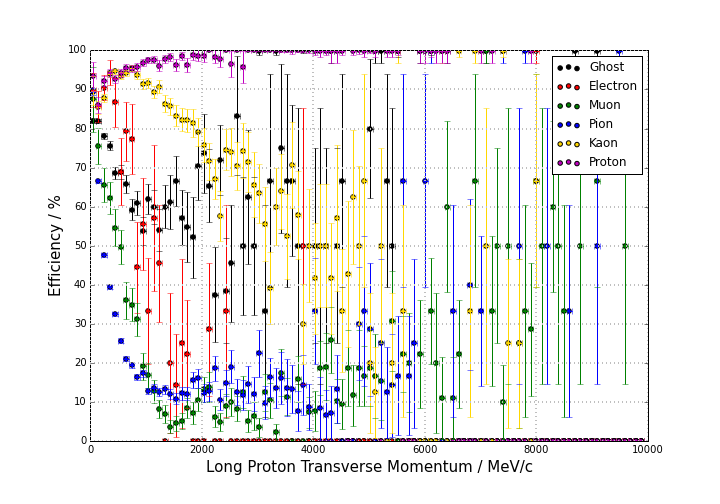 100
90
80
70
60
50
40
30
20
10
0
Efficiency / %
Ghost
Electron
Muon
Pion
Kaon
Proton
0 2000 4000 6000 8000 10000
Long Proton Transverse Momentum / MeV/c